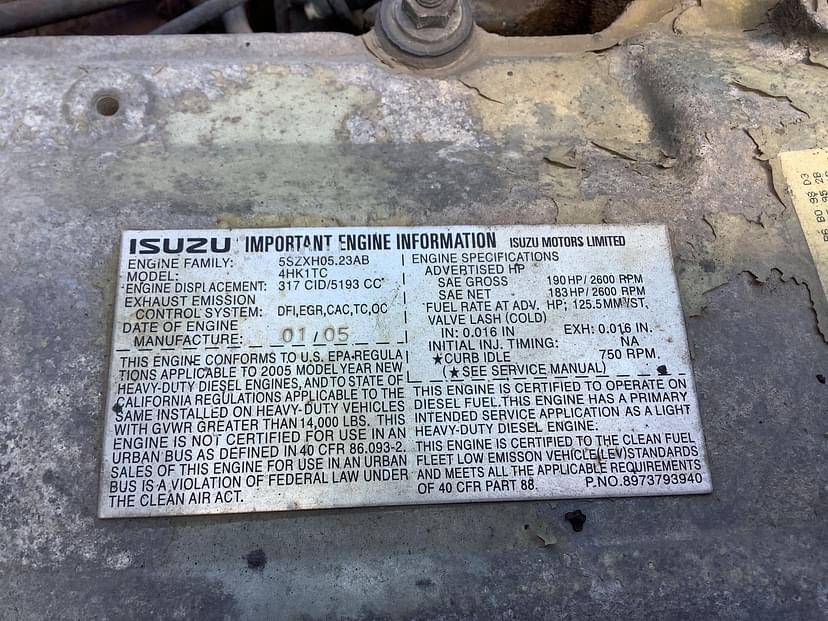 ISUZU IMPORTANT ENGINE INFORMATION ISUZU MOTORS LIMITED
ENGINE FAMILY: 5SZXH05.23AB
MODEL: 4HK1TC
ENGINE DISPLACEMENT: 317 CID/5193 CC
EXHAUST EMISSION
CONTROL SYSTEM: DFI,EGR,CAC,TC,OC
DATE OF ENGINE
MANUFACTURE: 01/05
THIS ENGINE CONFORMS TO U.S. EPA REGULA
TIONS APPLICABLE TO 2005 MODEL YEAR NEW
HEAVY-DUTY DIESEL ENGINES, AND TO STATE OF
CALIFORNIA REGULATIONS APPLICABLE TO THE
SAME INSTALLED ON HEAVY-DUTY VEHICLES
WITH GVWR GREATER THAN 14,000 LBS. THIS
ENGINE IS NOT CERTIFIED FOR USE IN AN
URBAN BUS AS DEFINED IN 40 CFR 86.093-2.
SALES OF THIS ENGINE FOR USE IN AN URBAN
BUS IS A VIOLATION OF FEDERAL LAW UNDER
THE CLEAN AIR ACT.
ENGINE SPECIFICATIONS
ADVERTISED HP
SAE GROSS 190 HP/ 2600 RPM
SAE NET 183 HP/ 2600 RPM
FUEL RATE AT ADV, HP; 125.5MM³/ST,
VALVE LASH (COLD)
IN: 0.016 IN EXH: 0.016 IN.
INITIAL INJ. TIMING: NA
★CURB IDLE 750 RPM.
(★SEE SERVICE MANUAL)
THIS ENGINE IS CERTIFIED TO OPERATE ON
DIESEL FUEL.THIS ENGINE HAS A PRIMARY
INTENDED SERVICE APPLICATION AS A LIGHT
HEAVY-DUTY DIESEL ENGINE.
THIS ENGINE IS CERTIFIED TO THE CLEAN FUEL
FLEET LOW EMISSON VEHICLE(LEV)STANDARDS
AND MEETS ALL THE APPLICABLE REQUIREMENTS
OF 40 CFR PART 88. P.NO.8973793940